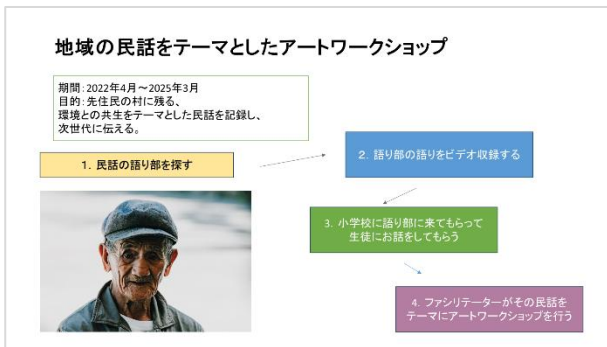 地域の民話をテーマとしたアートワークショップ
期間：2022年4月～2025年3月
目的：先住民の村に残る、
環境との共生をテーマとした民話を記録し、
次世代に伝える。
1．民話の語り部を探す
2．語り部の語りをビデオ収録する
3．小学校に語り部に来てもらって
生徒にお話をしてもらう
4．ファシリテーターがその民話を
テーマにアートワークショップを行う